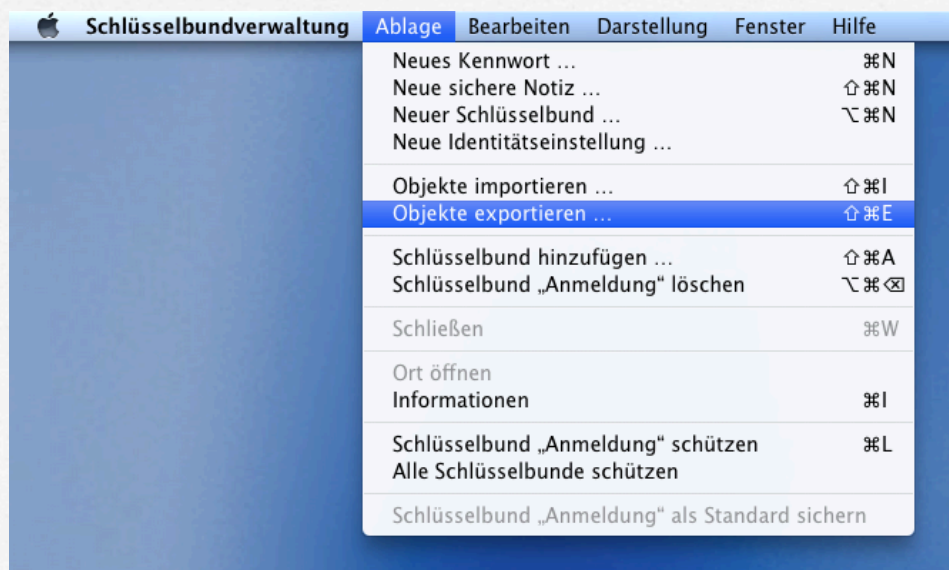 Schlüsselbundverwaltung Ablage Bearbeiten Darstellung Fenster Hilfe
Neues Kennwort … ⌘N
Neue sichere Notiz … ⇧⌘N
Neuer Schlüsselbund … ⌥⌘N
Neue Identitätseinstellung …
Objekte importieren … ⇧⌘I
Objekte exportieren … ⇧⌘E
Schlüsselbund hinzufügen … ⇧⌘A
Schlüsselbund „Anmeldung“ löschen ⌥⌘⌫
Schließen ⌘W
Ort öffnen
Informationen ⌘I
Schlüsselbund „Anmeldung“ schützen ⌘L
Alle Schlüsselbunde schützen
Schlüsselbund „Anmeldung“ als Standard sichern